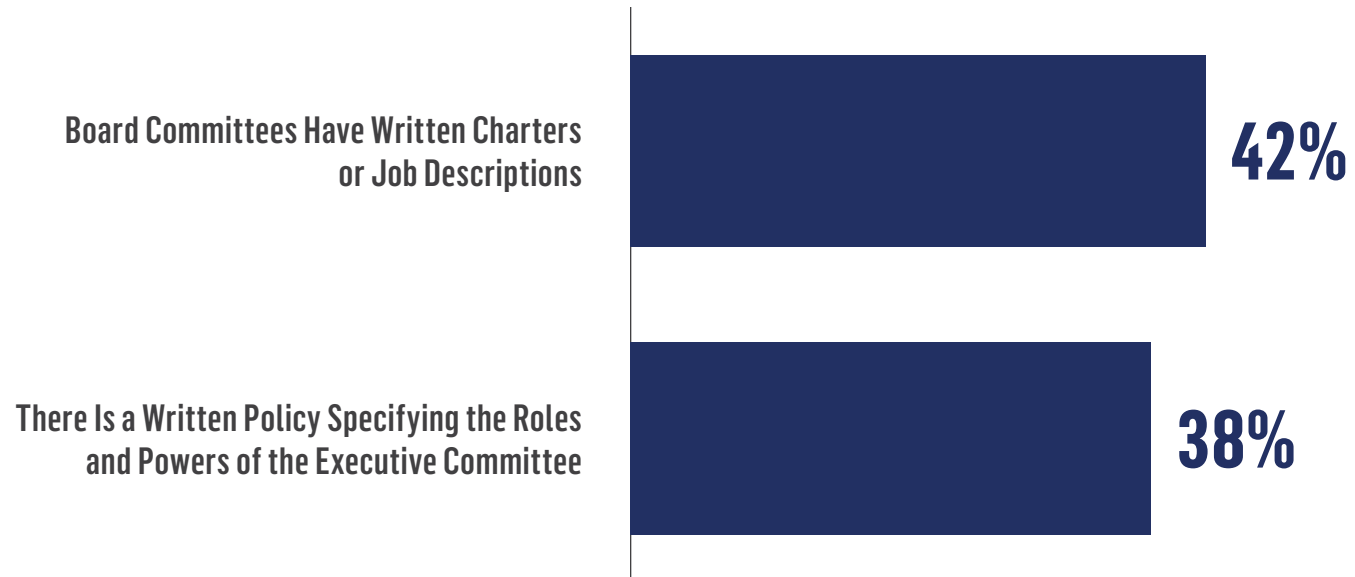 Board Committees Have Written Charters
or Job Descriptions
42%
There Is a Written Policy Specifying the Roles
and Powers of the Executive Committee
38%